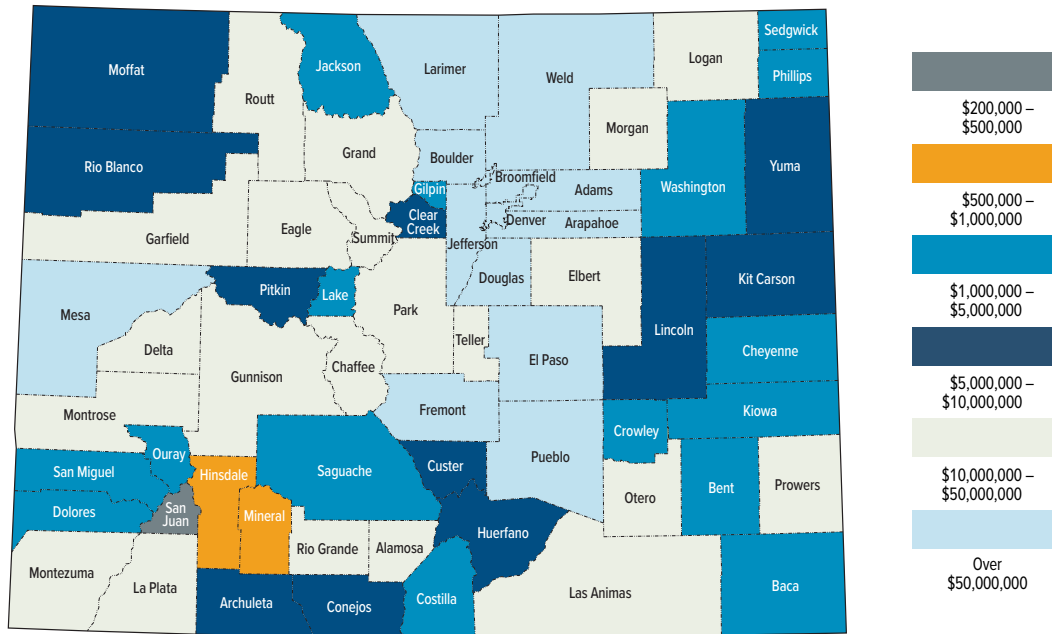 Moffat
Jackson
Larimer
Weld
Logan
Sedgwick
Phillips
Routt
Grand
Morgan
Rio Blanco
Boulder
Broomfield
Adams
Washington
Yuma
Gilpin
Clear
Creek
Denver
Arapahoe
Garfield
Eagle
Summit
Jefferson
Douglas
Elbert
Kit Carson
Pitkin
Lake
Park
Lincoln
Mesa
Delta
Gunnison
Chaffee
Teller
El Paso
Cheyenne
Montrose
Fremont
Kiowa
Crowley
Ouray
San Miguel
Hinsdale
Saguache
Custer
Pueblo
Otero
Bent
Prowers
Dolores
San
Juan
Mineral
Huerfano
Montezuma
La Plata
Rio Grande
Alamosa
Archuleta
Conejos
Costilla
Las Animas
Baca
$200,000 –
$500,000
$500,000 –
$1,000,000
$1,000,000 –
$5,000,000
$5,000,000 –
$10,000,000
$10,000,000 –
$50,000,000
Over
$50,000,000